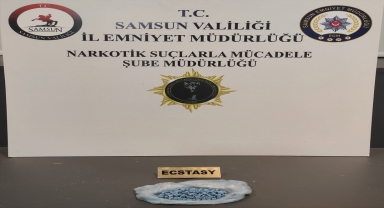 T.C.
SAMSUN VALİLİĞİ
İL EMNİYET MÜDÜRLÜĞÜ
NARKOTİK SUÇLARLA MÜCADELE
ŞUBE MÜDÜRLÜĞÜ
ECSTASY